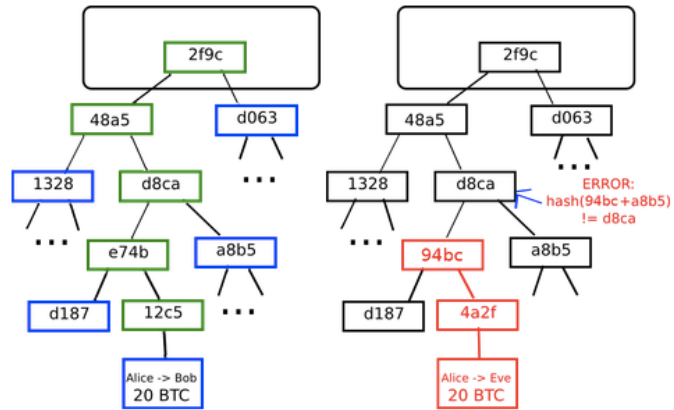 2f9c
48a5
d063
1328
d8ca
...
...
e74b
a8b5
d187
12c5
...
Alice -> Bob
20 BTC
2f9c
48a5
d063
...
1328
d8ca
ERROR:
hash(94bc+a8b5)
!= d8ca
...
94bc
a8b5
d187
4a2f
Alice -> Eve
20 BTC